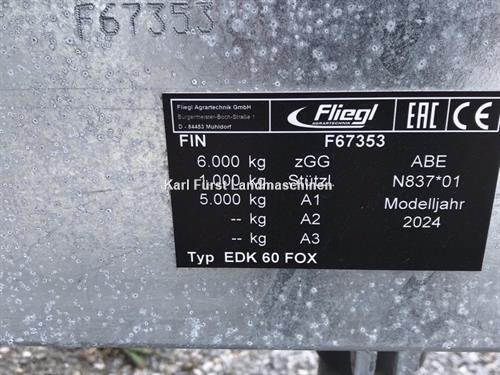 F67353
Fliegl Agrartechnik GmbH
Bürgermeister-Boch-Straße 1
D - 84453 Mühldorf
Fliegl
AGRARTECHNIK
EAC CE
FIN F67353
6.000 kg zGG ABE
1.000 kg Stützl N837*01
Karl Fürst Landmaschinen
5.000 kg A1 Modelljahr
-- kg A2 2024
-- kg A3
Typ EDK 60 FOX